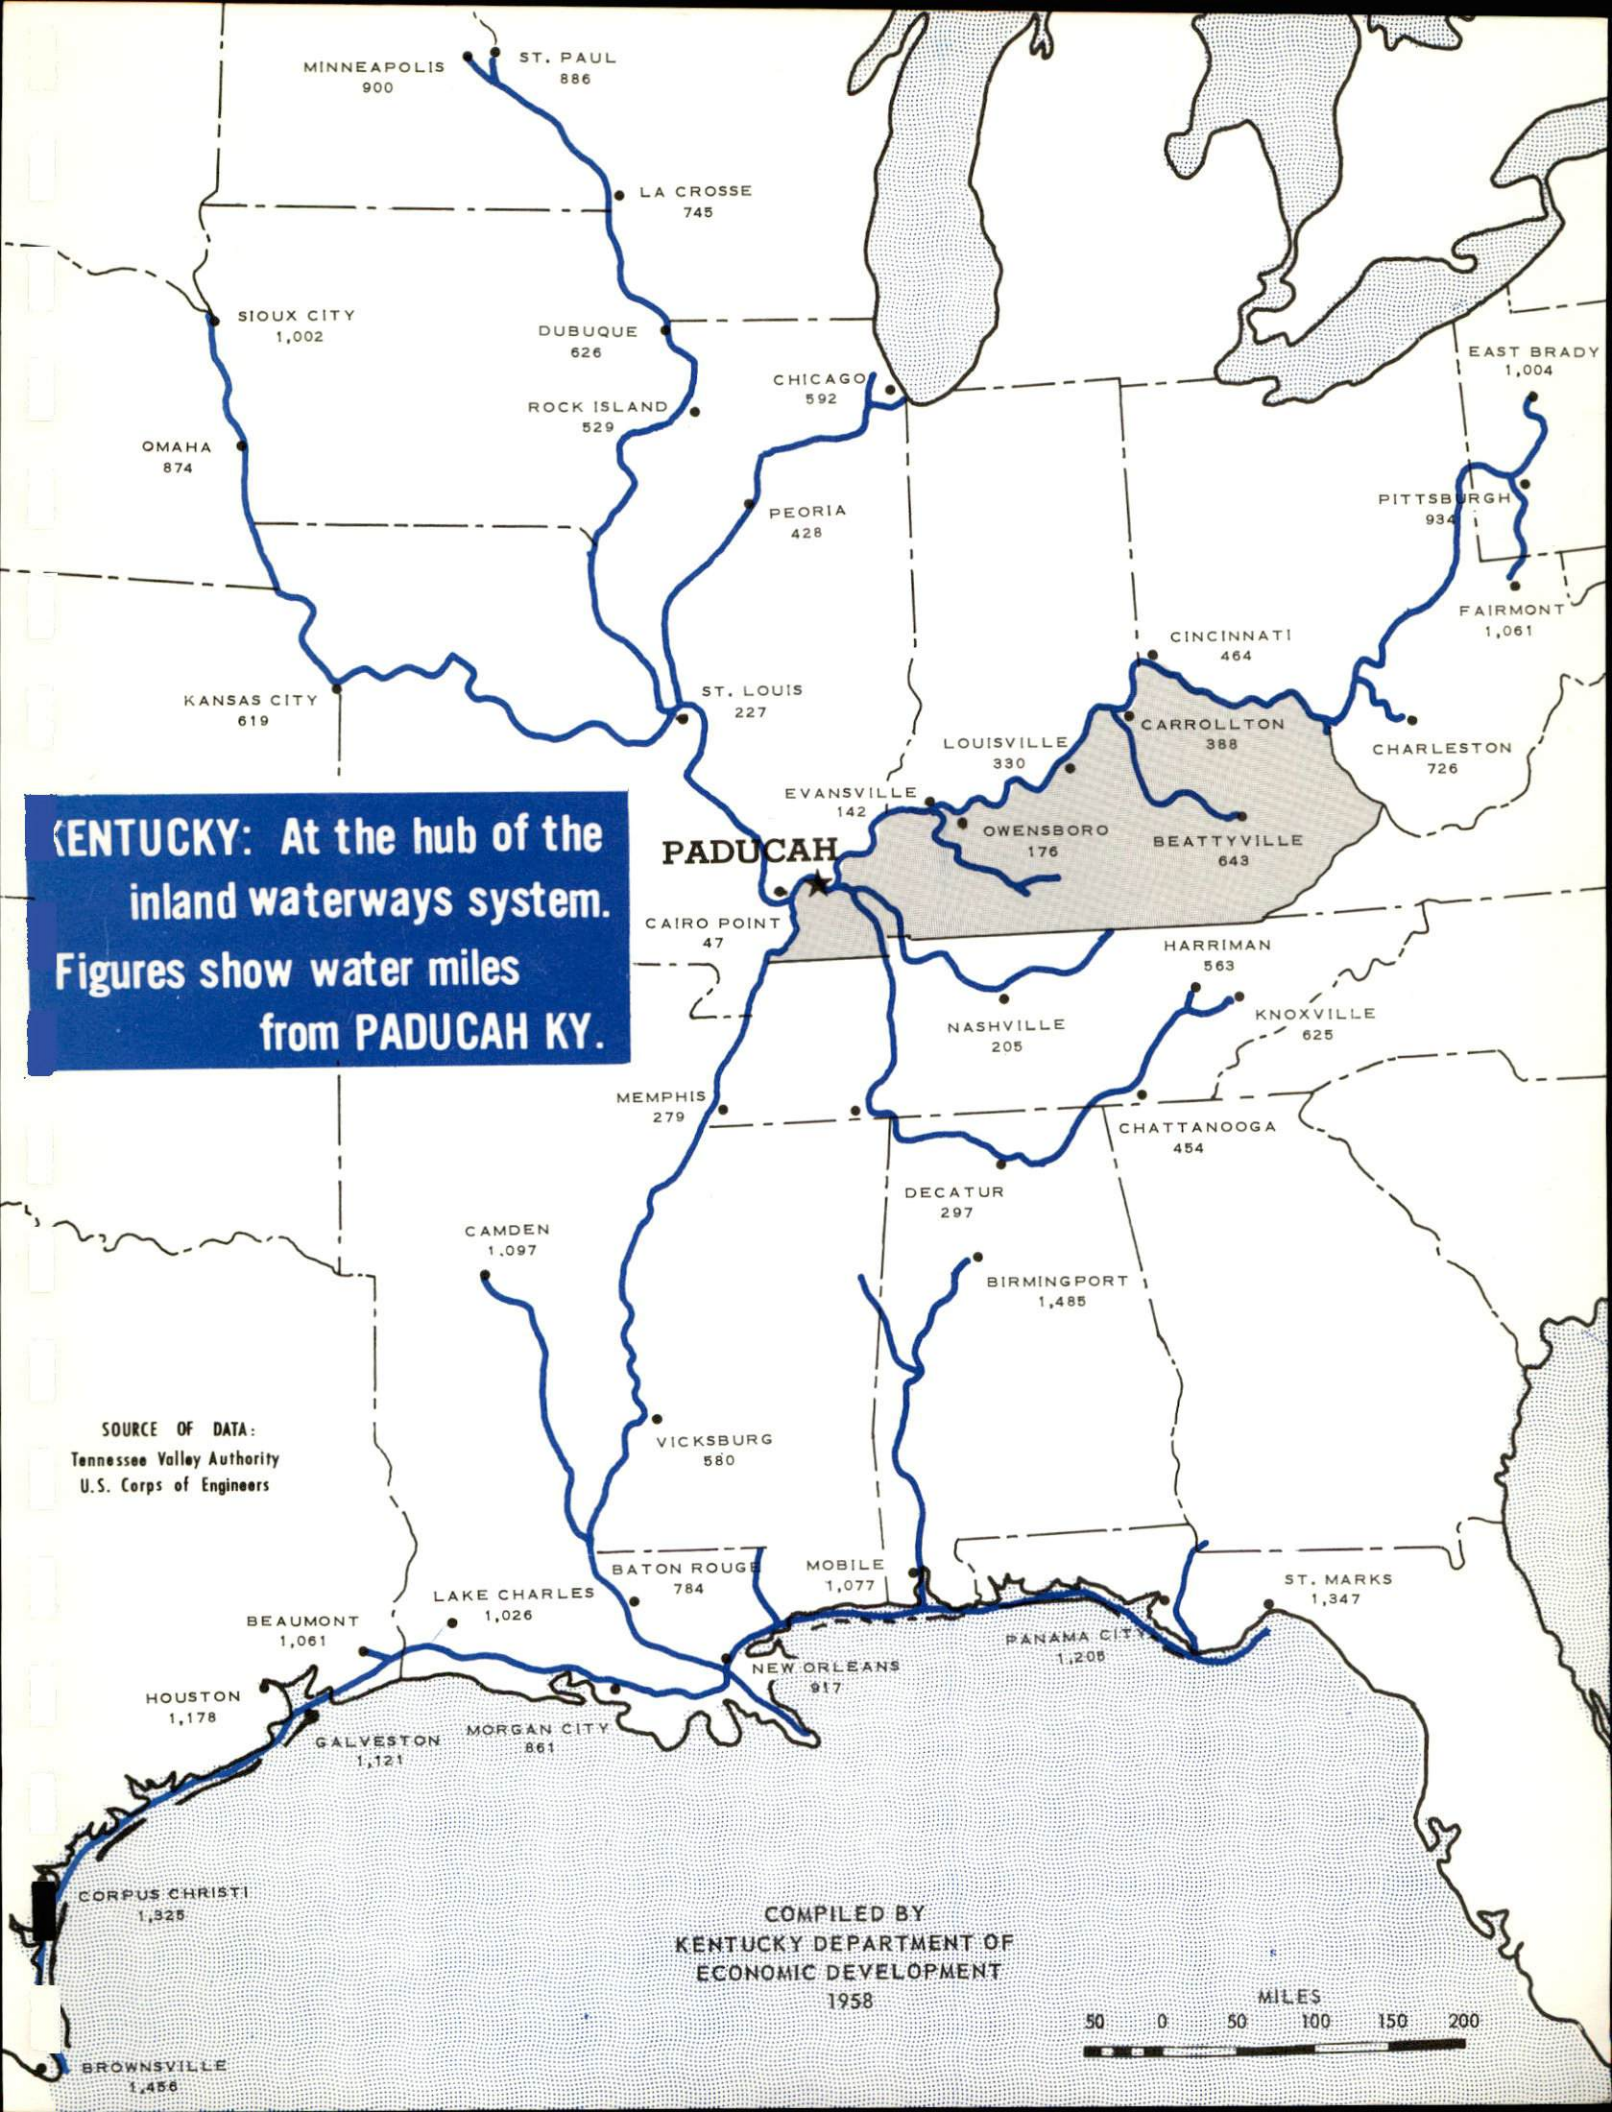 MINNEAPOLIS
900
ST. PAUL
886
LA CROSSE
745
SIOUX CITY
1,002
DUBUQUE
626
EAST BRADY
1,004
CHICAGO
592
ROCK ISLAND
529
OMAHA
874
PITTSBURGH
934
PEORIA
428
FAIRMONT
1,061
CINCINNATI
464
KANSAS CITY
619
ST. LOUIS
227
CARROLLTON
388
LOUISVILLE
330
CHARLESTON
726
EVANSVILLE
142
OWENSBORO
176
BEATTYVILLE
643
PADUCAH
KENTUCKY: At the hub of the
inland waterways system.
Figures show water miles
from PADUCAH KY.
CAIRO POINT
47
HARRIMAN
563
NASHVILLE
205
KNOXVILLE
625
MEMPHIS
279
CHATTANOOGA
454
DECATUR
297
CAMDEN
1,097
BIRMINGPORT
1,485
SOURCE OF DATA:
Tennessee Valley Authority
U.S. Corps of Engineers
VICKSBURG
580
BATON ROUGE
784
MOBILE
1,077
ST. MARKS
1,347
LAKE CHARLES
1,026
BEAUMONT
1,061
PANAMA CITY
1,205
NEW ORLEANS
917
HOUSTON
1,178
GALVESTON
1,121
MORGAN CITY
861
CORPUS CHRISTI
1,325
COMPILED BY
KENTUCKY DEPARTMENT OF
ECONOMIC DEVELOPMENT
1958
MILES
50 0 50 100 150 200
BROWNSVILLE
1,456